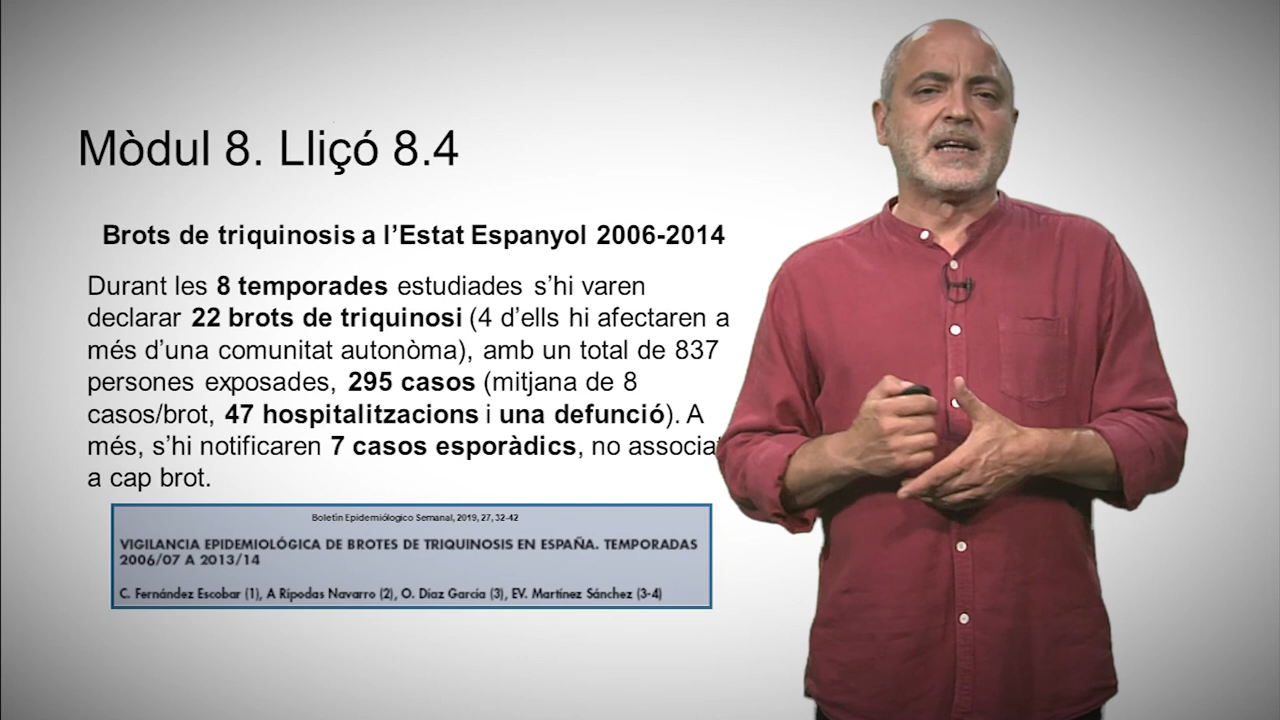 Mòdul 8. Lliçó 8.4
Brots de triquinosis a l’Estat Espanyol 2006-2014
Durant les 8 temporades estudiades s’hi varen
declarar 22 brots de triquinosi (4 d’ells hi afectaren a
més d’una comunitat autonòma), amb un total de 837
persones exposades, 295 casos (mitjana de 8
casos/brot, 47 hospitalitzacions i una defunció). A
més, s’hi notificaren 7 casos esporàdics, no associat
a cap brot.
Boletín Epidemiólogico Semanal, 2019, 27, 32-42
VIGILANCIA EPIDEMIOLÓGICA DE BROTES DE TRIQUINOSIS EN ESPAÑA. TEMPORADAS
2006/07 A 2013/14
C. Fernández Escobar (1), A Ripodas Navarro (2), O. Díaz García (3), EV. Martínez Sánchez (3-4)